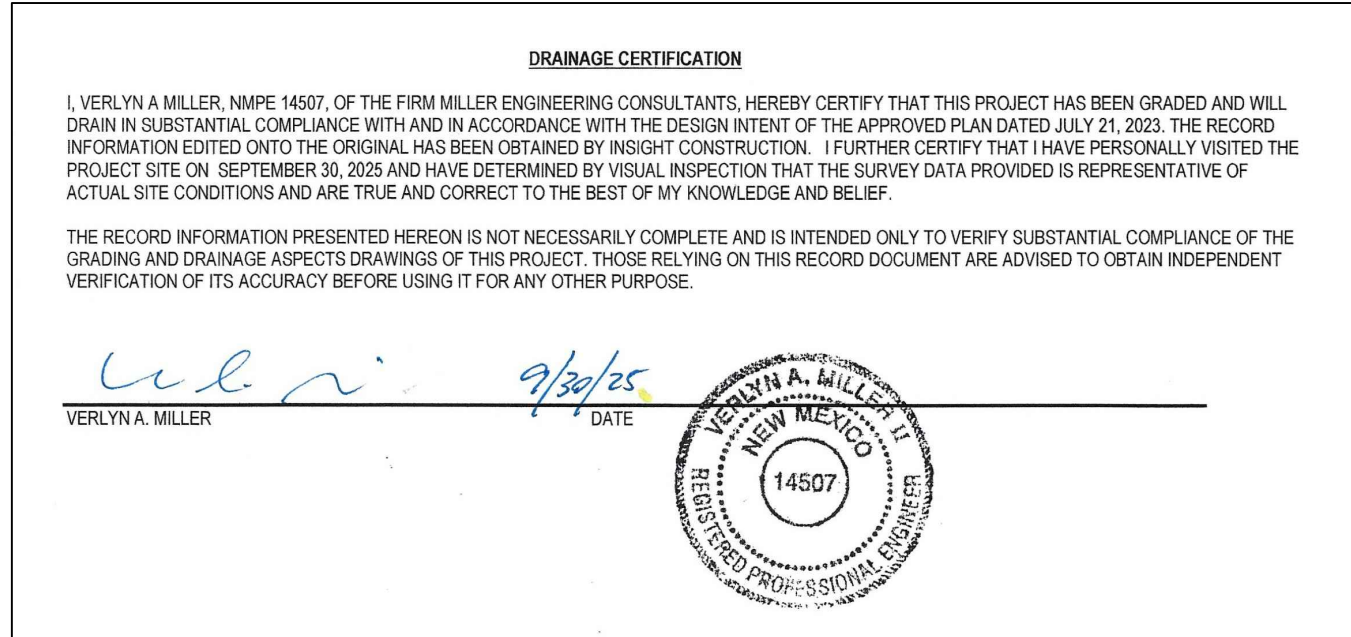 DRAINAGE CERTIFICATION
I, VERLYN A MILLER, NMPE 14507, OF THE FIRM MILLER ENGINEERING CONSULTANTS, HEREBY CERTIFY THAT THIS PROJECT HAS BEEN GRADED AND WILL
DRAIN IN SUBSTANTIAL COMPLIANCE WITH AND IN ACCORDANCE WITH THE DESIGN INTENT OF THE APPROVED PLAN DATED JULY 21, 2023. THE RECORD
INFORMATION EDITED ONTO THE ORIGINAL HAS BEEN OBTAINED BY INSIGHT CONSTRUCTION. I FURTHER CERTIFY THAT I HAVE PERSONALLY VISITED THE
PROJECT SITE ON SEPTEMBER 30, 2025 AND HAVE DETERMINED BY VISUAL INSPECTION THAT THE SURVEY DATA PROVIDED IS REPRESENTATIVE OF
ACTUAL SITE CONDITIONS AND ARE TRUE AND CORRECT TO THE BEST OF MY KNOWLEDGE AND BELIEF.
THE RECORD INFORMATION PRESENTED HEREON IS NOT NECESSARILY COMPLETE AND IS INTENDED ONLY TO VERIFY SUBSTANTIAL COMPLIANCE OF THE
GRADING AND DRAINAGE ASPECTS DRAWINGS OF THIS PROJECT. THOSE RELYING ON THIS RECORD DOCUMENT ARE ADVISED TO OBTAIN INDEPENDENT
VERIFICATION OF ITS ACCURACY BEFORE USING IT FOR ANY OTHER PURPOSE.
9/30/25
VERLYN A. MILLER DATE
VERLYN A. MILLER II
NEW MEXICO
14507
REGISTERED PROFESSIONAL ENGINEER